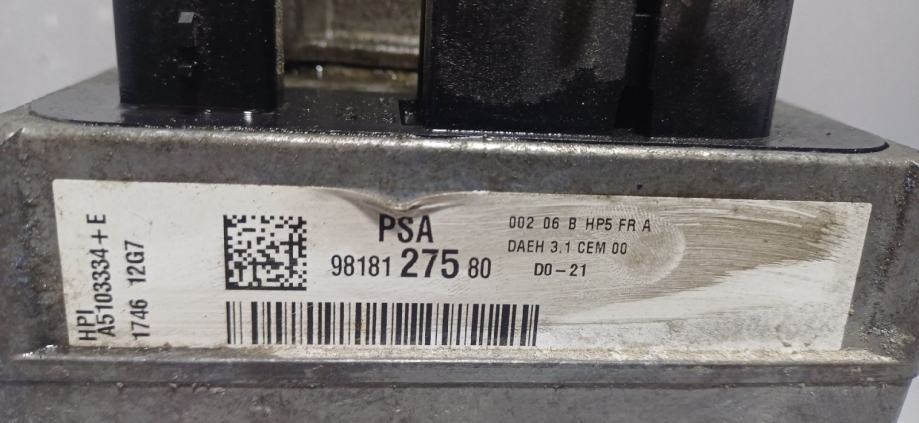 HPI
A5103334+E
1746 12G7
PSA
98181 275 80
002 06 B HP5 FR A
DAEH 3.1 CEM 00
D0-21